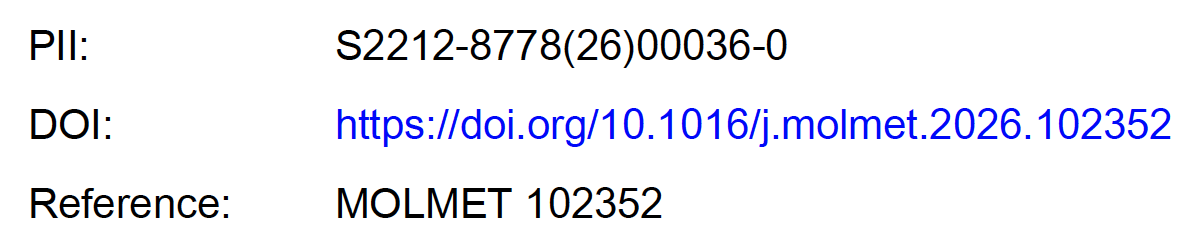 PII: S2212-8778(26)00036-0
DOI: https://doi.org/10.1016/j.molmet.2026.102352
Reference: MOLMET 102352